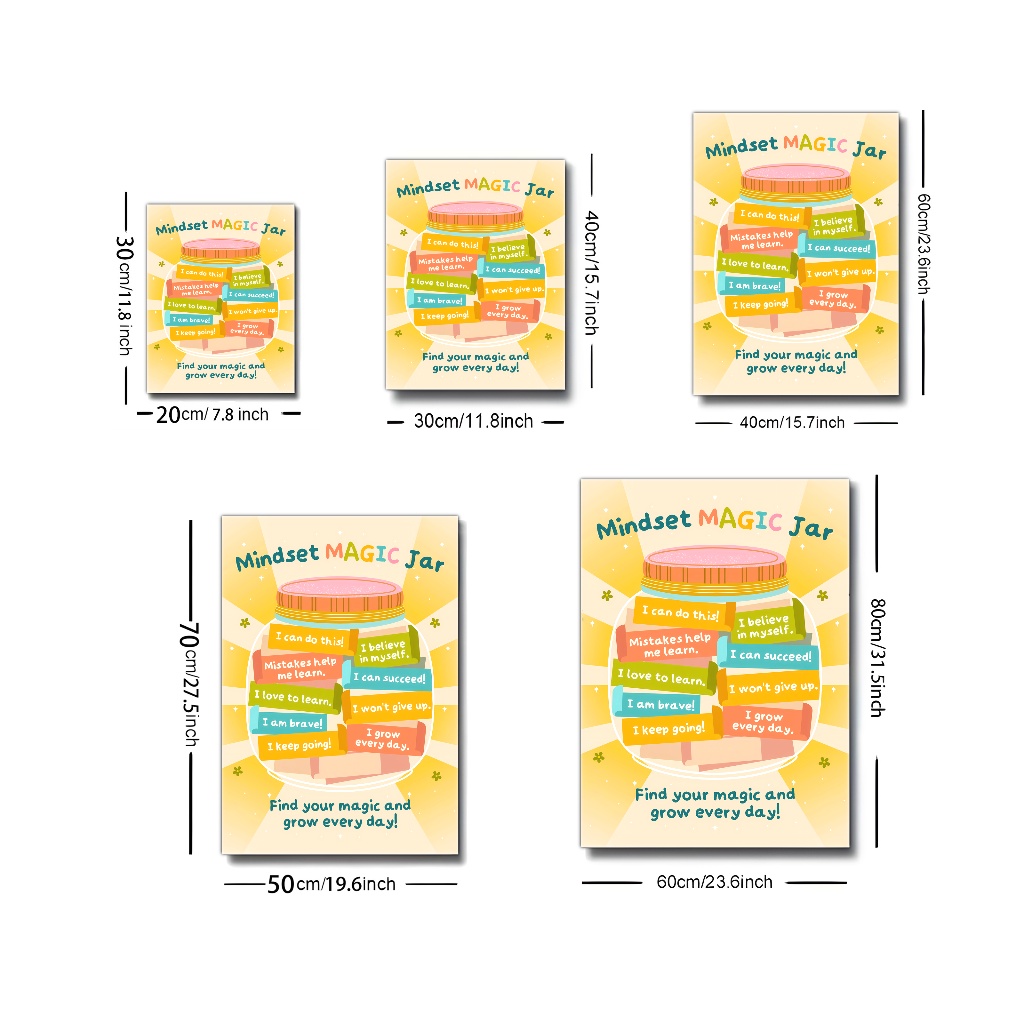 Mindset MAGIC Jar
I can do this!
I believe
in myself.
Mistakes help
me learn.
I can succeed!
I love to learn.
I won't give up.
I am brave!
I grow
every day.
I keep going!
Find your magic and
grow every day!
30cm/11.8 inch
20cm/ 7.8 inch
Mindset MAGIC Jar
I can do this!
I believe
in myself.
Mistakes help
me learn.
I can succeed!
I love to learn.
I won't give up.
I am brave!
I grow
every day.
I keep going!
Find your magic and
grow every day!
40cm/15.7inch
30cm/11.8inch
Mindset MAGIC Jar
I can do this!
I believe
in myself.
Mistakes help
me learn.
I can succeed!
I love to learn.
I won't give up.
I am brave!
I grow
every day.
I keep going!
Find your magic and
grow every day!
60cm/23.6inch
40cm/15.7inch
Mindset MAGIC Jar
I can do this!
I believe
in myself.
Mistakes help
me learn.
I can succeed!
I love to learn.
I won't give up.
I am brave!
I grow
every day.
I keep going!
Find your magic and
grow every day!
70cm/27.5inch
50cm/19.6inch
Mindset MAGIC Jar
I can do this!
I believe
in myself.
Mistakes help
me learn.
I can succeed!
I love to learn.
I won't give up.
I am brave!
I grow
every day.
I keep going!
Find your magic and
grow every day!
80cm/31.5inch
60cm/23.6inch